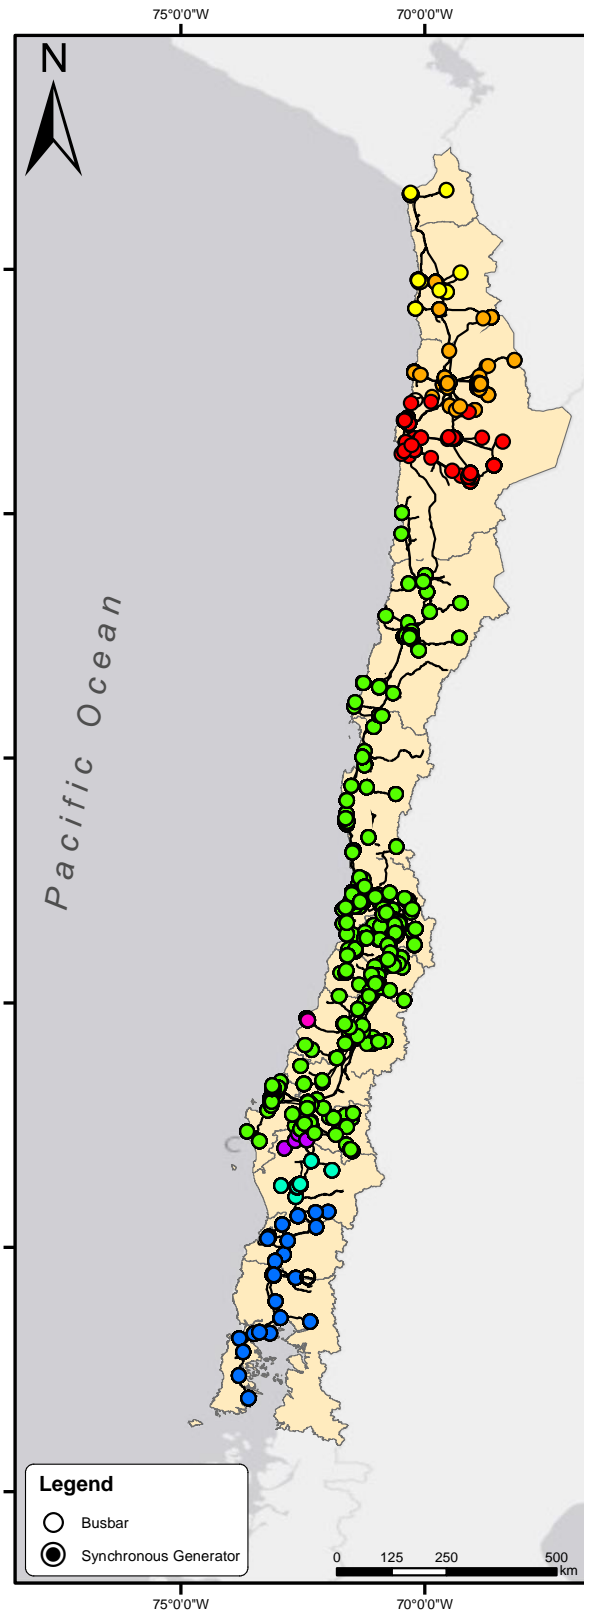 75°0'0"W 70°0'0"W
N
Pacific Ocean
Legend
Busbar
Synchronous Generator
0 125 250 500
km
75°0'0"W 70°0'0"W